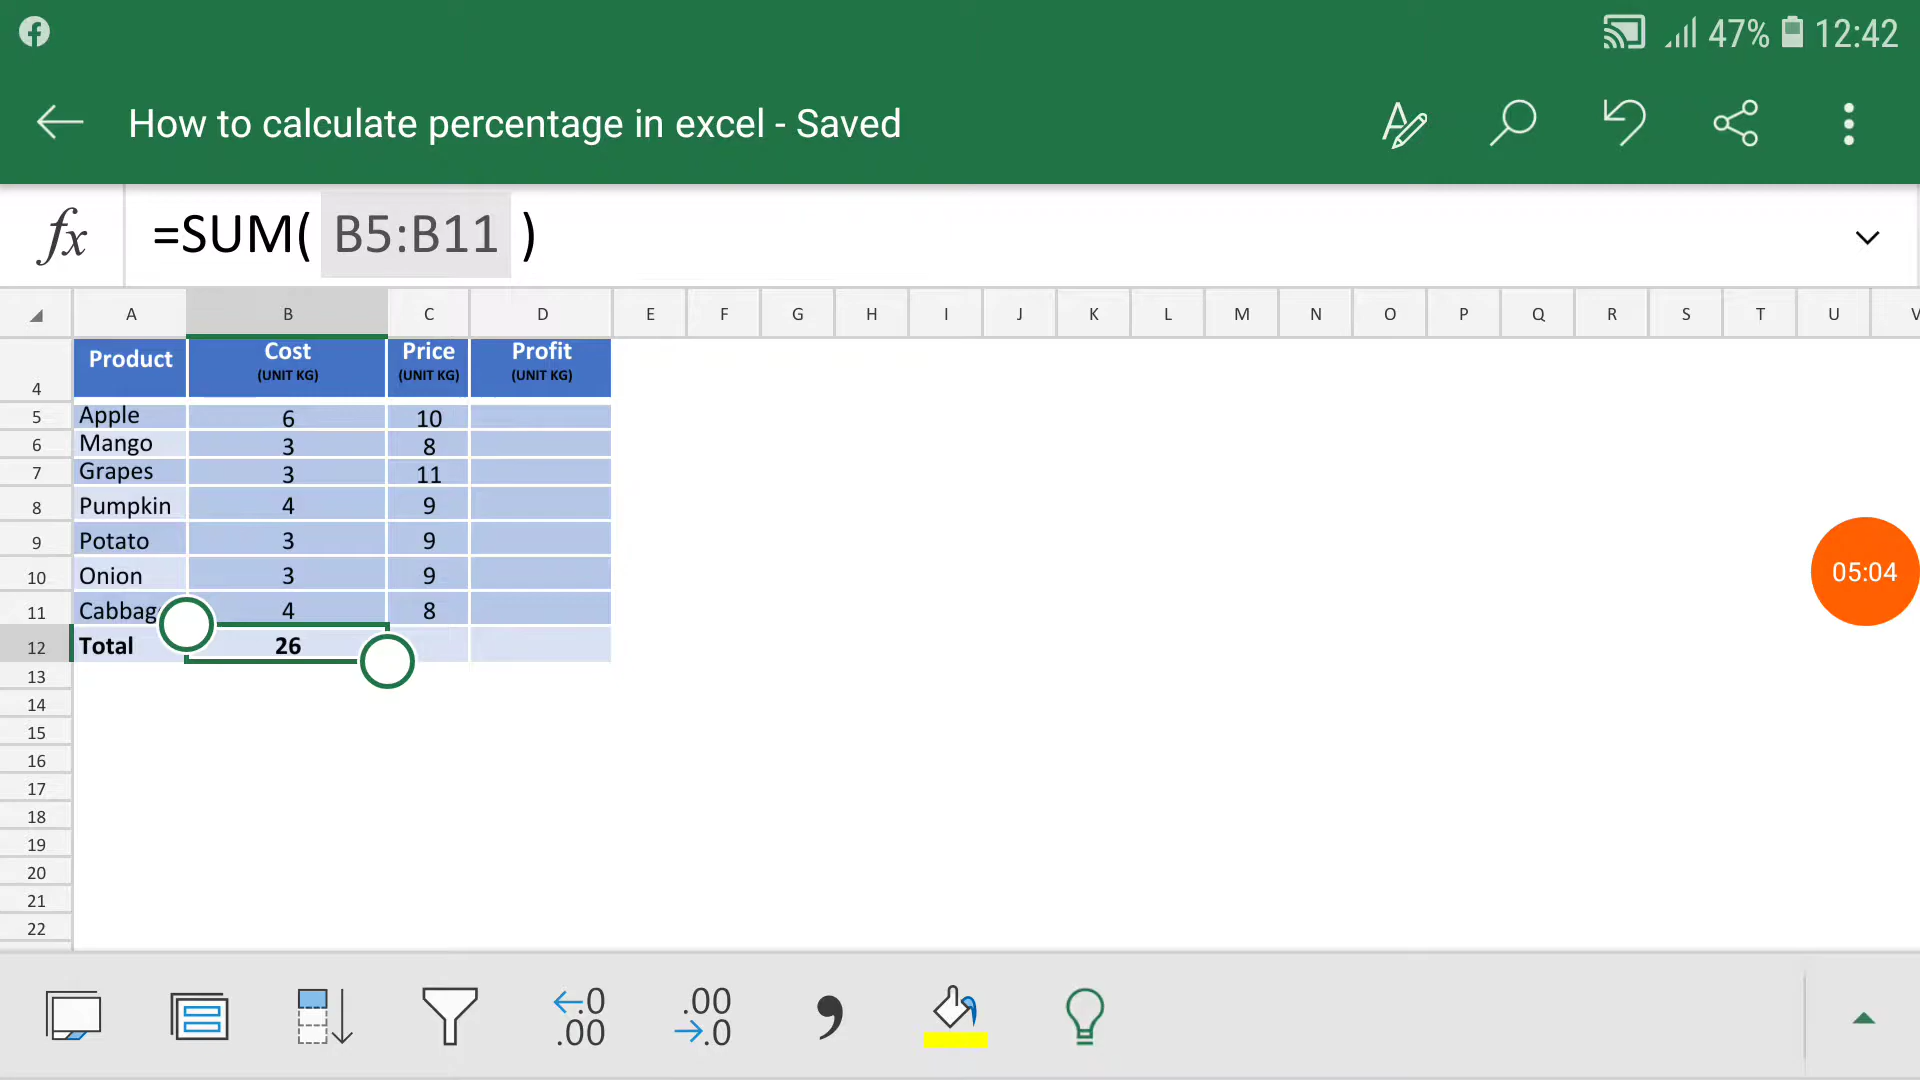 47% 12:42
How to calculate percentage in excel - Saved
fx =SUM( B5:B11 )
A B C D E F G H I J K L M N O P Q R S T U V
Product Cost Price Profit
(UNIT KG) (UNIT KG) (UNIT KG)
4
5 Apple 6 10
6 Mango 3 8
7 Grapes 3 11
8 Pumpkin 4 9
9 Potato 3 9
10 Onion 3 9
11 Cabbag 4 8
12 Total 26
13
14
15
16
17
18
19
20
21
22
05:04
.0 .00 ,
.00 .0